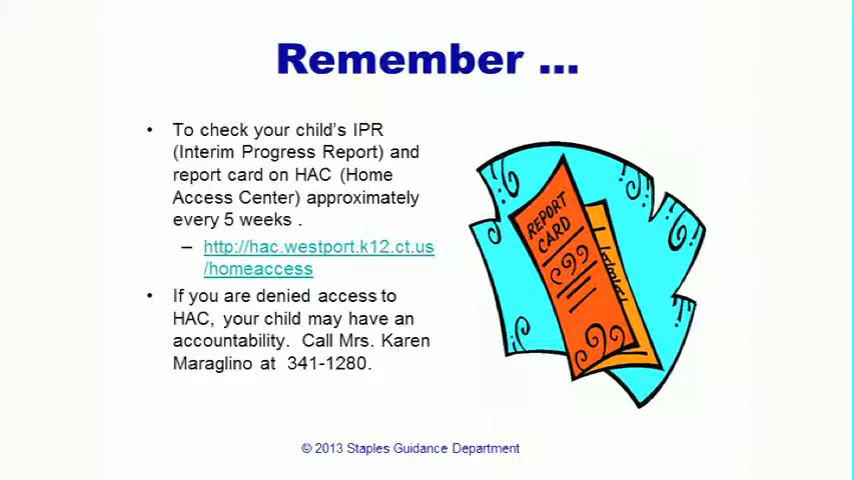 Remember ...
• To check your child's IPR
(Interim Progress Report) and
report card on HAC (Home
Access Center) approximately
every 5 weeks .
– http://hac.westport.k12.ct.us
/homeaccess
• If you are denied access to
HAC, your child may have an
accountability. Call Mrs. Karen
Maraglino at 341-1280.
REPORT
CARD
© 2013 Staples Guidance Department